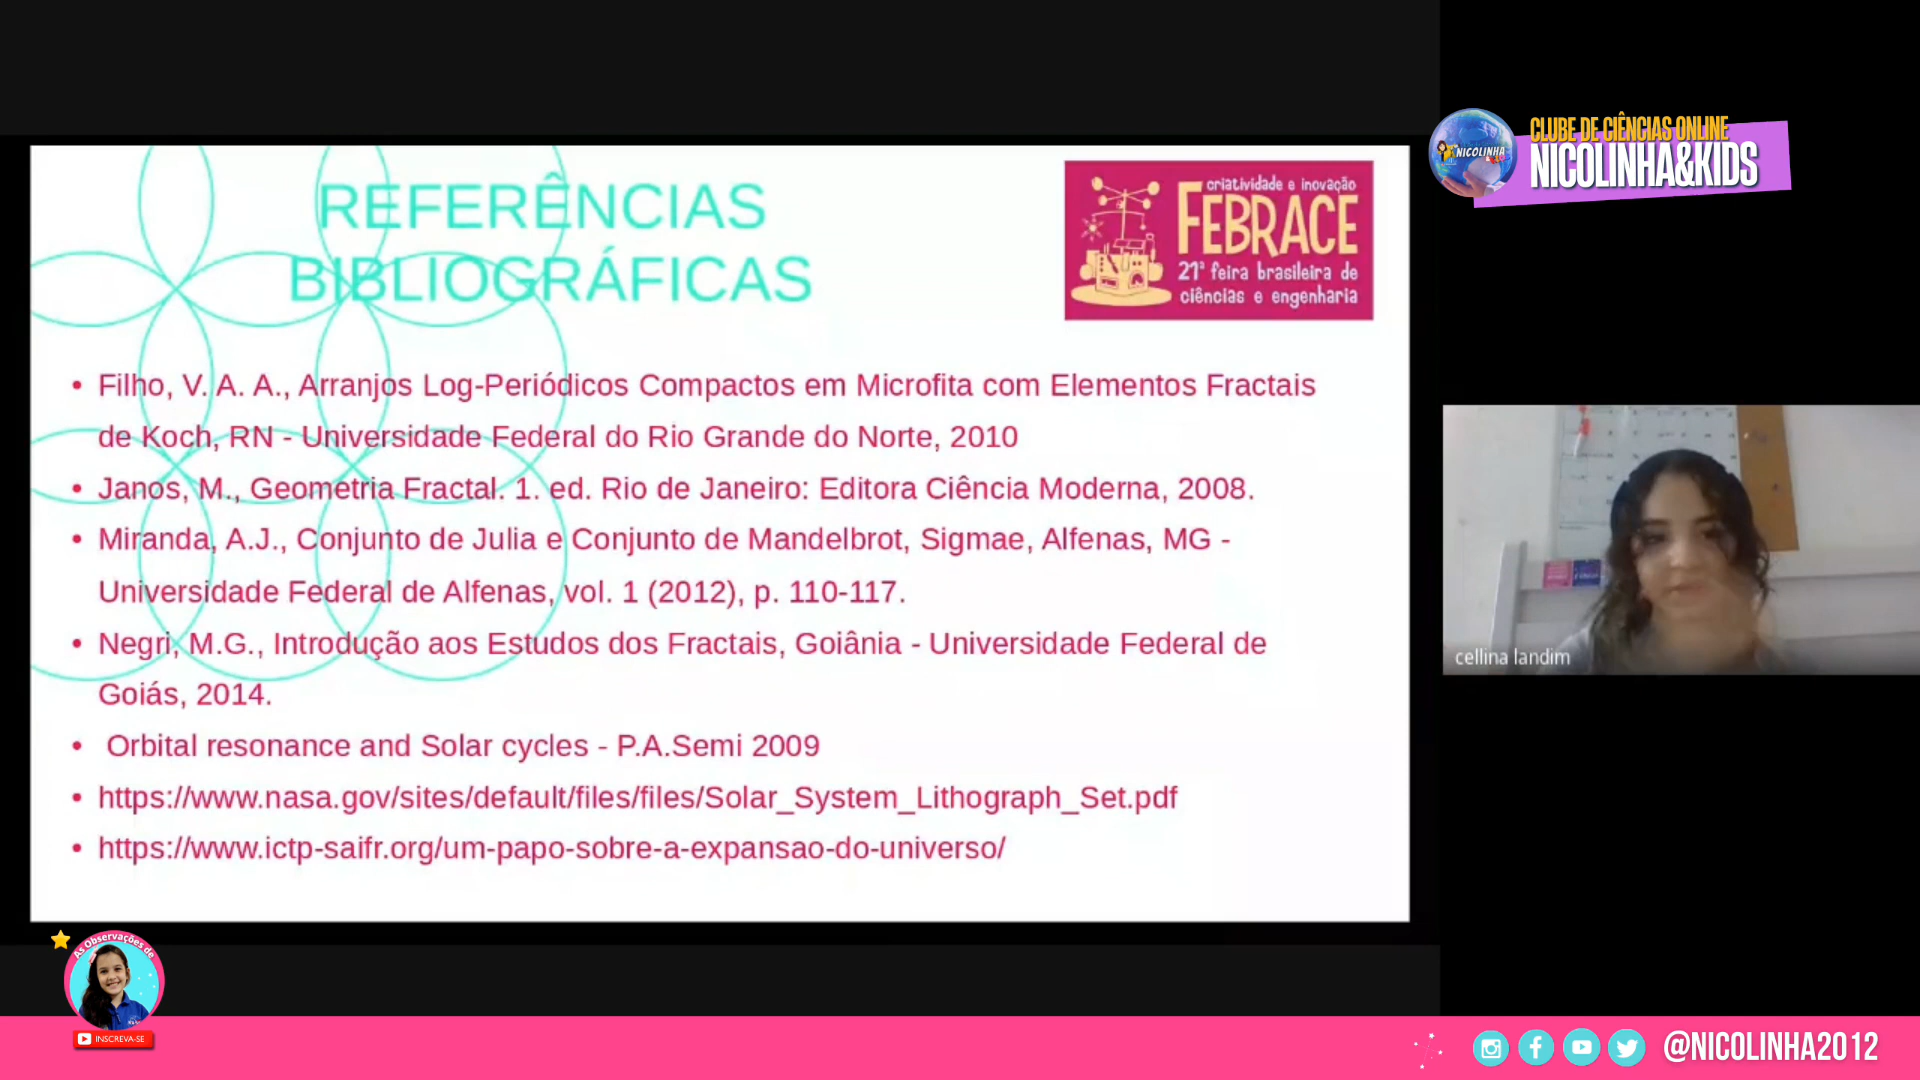 CLUBE DE CIÊNCIAS ONLINE
NICOLINHA&KIDS
NICOLINHA
REFERÊNCIAS
BIBLIOGRÁFICAS
criatividade e inovação
FEBRACE
21ª feira brasileira de
ciências e engenharia
• Filho, V. A. A., Arranjos Log-Periódicos Compactos em Microfita com Elementos Fractais
de Koch, RN - Universidade Federal do Rio Grande do Norte, 2010
• Janos, M., Geometria Fractal. 1. ed. Rio de Janeiro: Editora Ciência Moderna, 2008.
• Miranda, A.J., Conjunto de Julia e Conjunto de Mandelbrot, Sigmae, Alfenas, MG -
Universidade Federal de Alfenas, vol. 1 (2012), p. 110-117.
• Negri, M.G., Introdução aos Estudos dos Fractais, Goiânia - Universidade Federal de
Goiás, 2014.
• Orbital resonance and Solar cycles - P.A.Semi 2009
• https://www.nasa.gov/sites/default/files/files/Solar_System_Lithograph_Set.pdf
• https://www.ictp-saifr.org/um-papo-sobre-a-expansao-do-universo/
cellina landim
As Observações de
INSCREVA-SE
@NICOLINHA2012